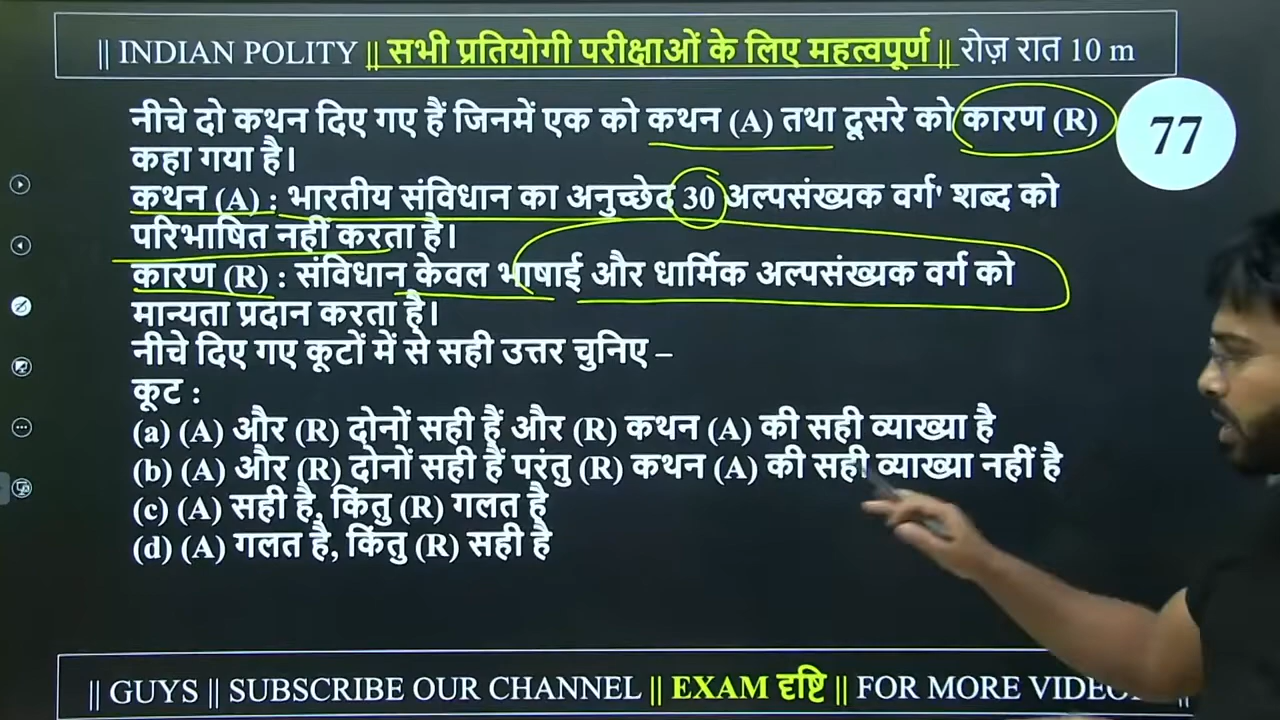 || INDIAN POLITY || सभी प्रतियोगी परीक्षाओं के लिए महत्वपूर्ण || रोज़ रात 10 m
77
नीचे दो कथन दिए गए हैं जिनमें एक को कथन (A) तथा दूसरे को कारण (R)
कहा गया है।
कथन (A) : भारतीय संविधान का अनुच्छेद 30 अल्पसंख्यक वर्ग' शब्द को
परिभाषित नहीं करता है।
कारण (R) : संविधान केवल भाषाई और धार्मिक अल्पसंख्यक वर्ग को
मान्यता प्रदान करता है।
नीचे दिए गए कूटों में से सही उत्तर चुनिए –
कूट :
(a) (A) और (R) दोनों सही हैं और (R) कथन (A) की सही व्याख्या है
(b) (A) और (R) दोनों सही हैं परंतु (R) कथन (A) की सही व्याख्या नहीं है
(c) (A) सही है, किंतु (R) गलत है
(d) (A) गलत है, किंतु (R) सही है
|| GUYS || SUBSCRIBE OUR CHANNEL || EXAM दृष्टि || FOR MORE